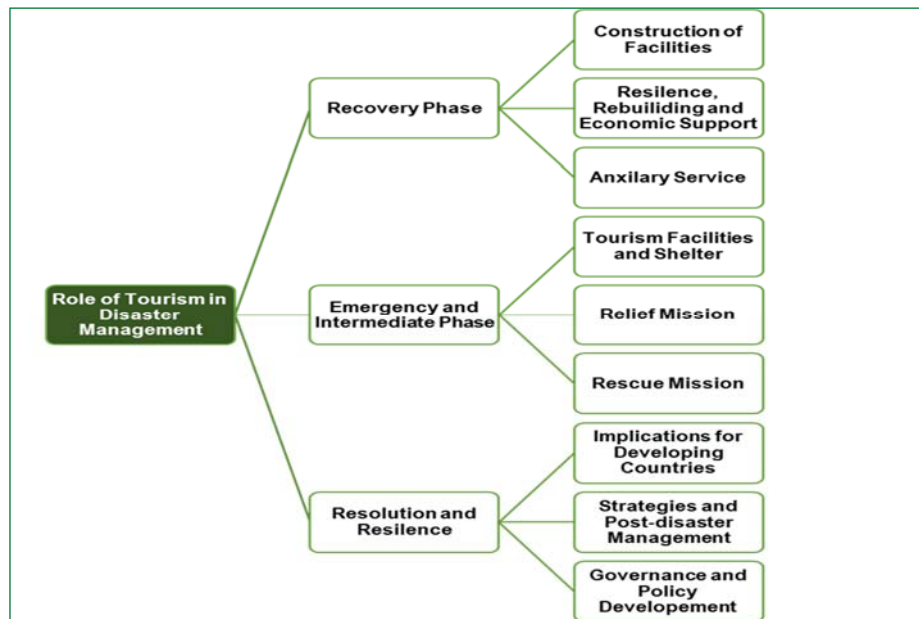 Role of Tourism in
Disaster
Management
Recovery Phase
Construction of
Facilities
Resilence,
Rebuiliding and
Economic Support
Anxilary Service
Emergency and
Intermediate Phase
Tourism Facilities
and Shelter
Relief Mission
Rescue Mission
Resolution and
Resilence
Implications for
Developing
Countries
Strategies and
Post-disaster
Management
Governance and
Policy
Developement